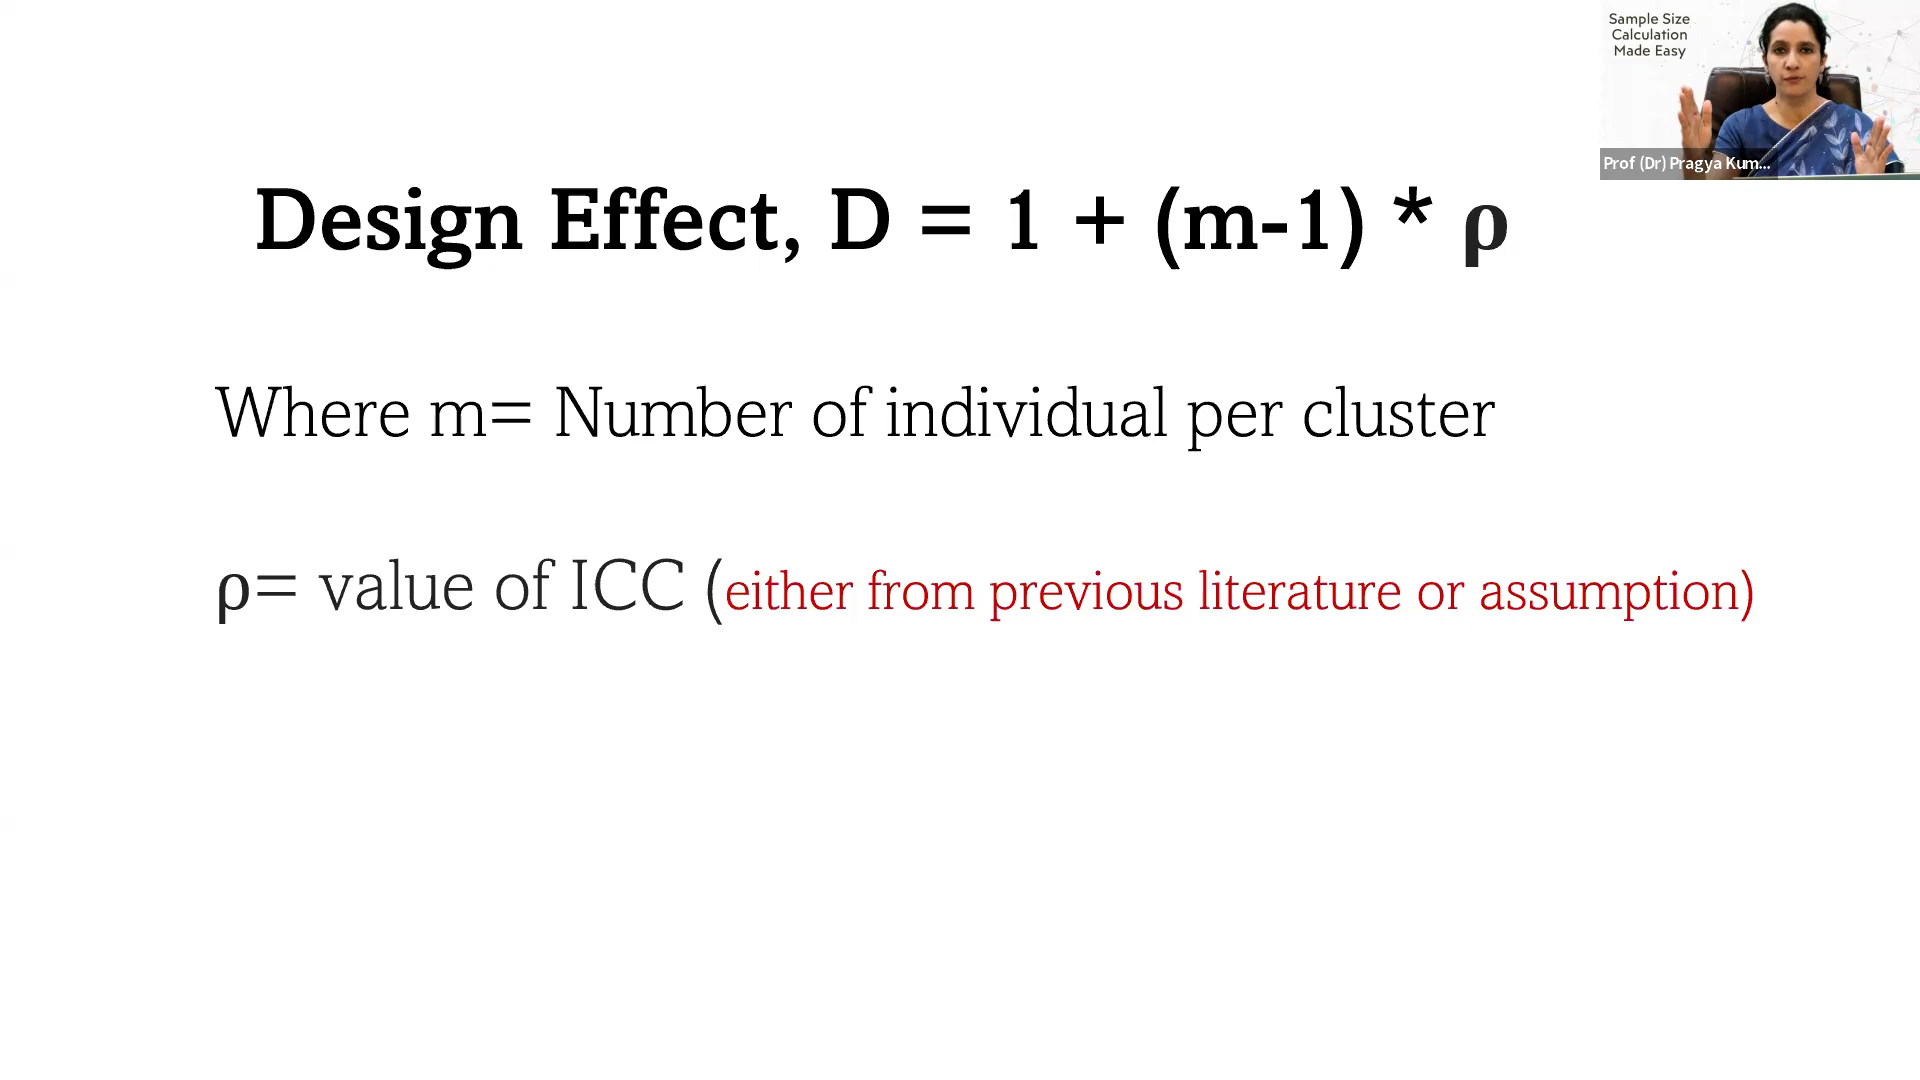 Sample Size
Calculation
Made Easy
Prof (Dr) Pragya Kum...
Design Effect, D = 1 + (m-1) * ρ
Where m= Number of individual per cluster
ρ= value of ICC (either from previous literature or assumption)